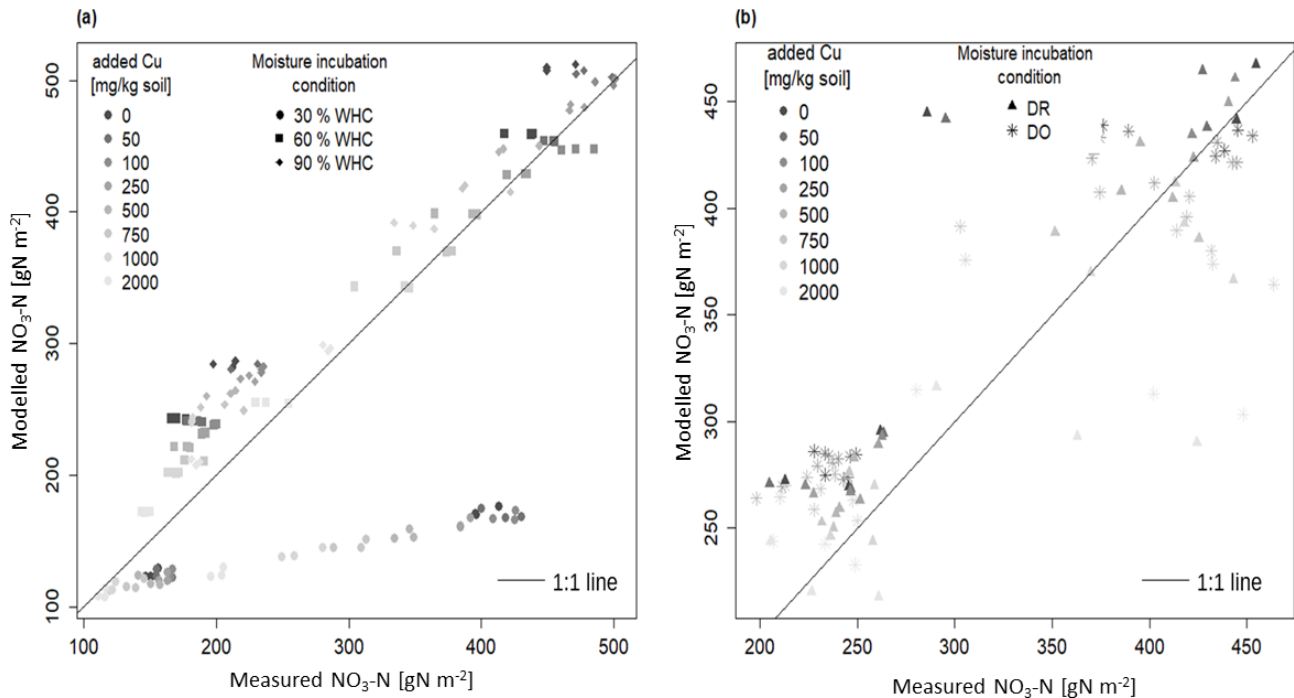 (a)
added Cu
[mg/kg soil]
0
50
100
250
500
750
1000
2000
Moisture incubation
condition
30 % WHC
60 % WHC
90 % WHC
1:1 line
Modelled NO₃-N [gN m⁻²]
100
200
300
400
500
100
200
300
400
500
Measured NO₃-N [gN m⁻²]
(b)
added Cu
[mg/kg soil]
0
50
100
250
500
750
1000
2000
Moisture incubation
condition
DR
DO
1:1 line
Modelled NO₃-N [gN m⁻²]
250
300
350
400
450
200
250
300
350
400
450
Measured NO₃-N [gN m⁻²]